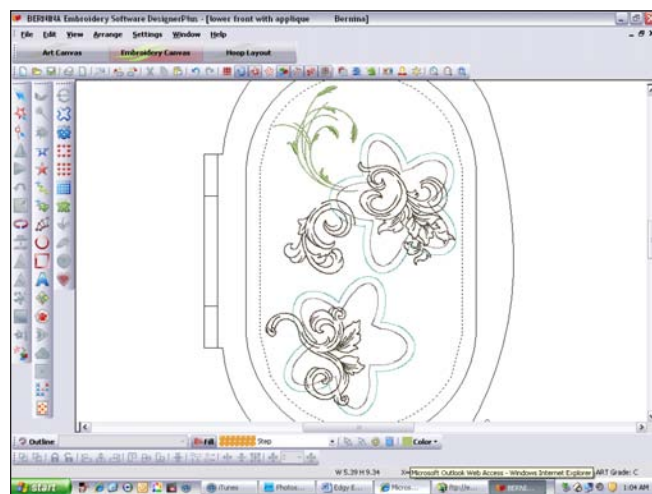 BERNINA Embroidery Software DesignerPlus - [lower front with applique Bernina]
File Edit View Arrange Settings Window Help
Art Canvas Embroidery Canvas Hoop Layout
Outline Fill Step Color
W 5.39 H 9.34 X= Microsoft Outlook Web Access - Windows Internet Explorer ART Grade: C
start iTunes Photos... Edgy E... Micros... BERNI... 1:04 AM